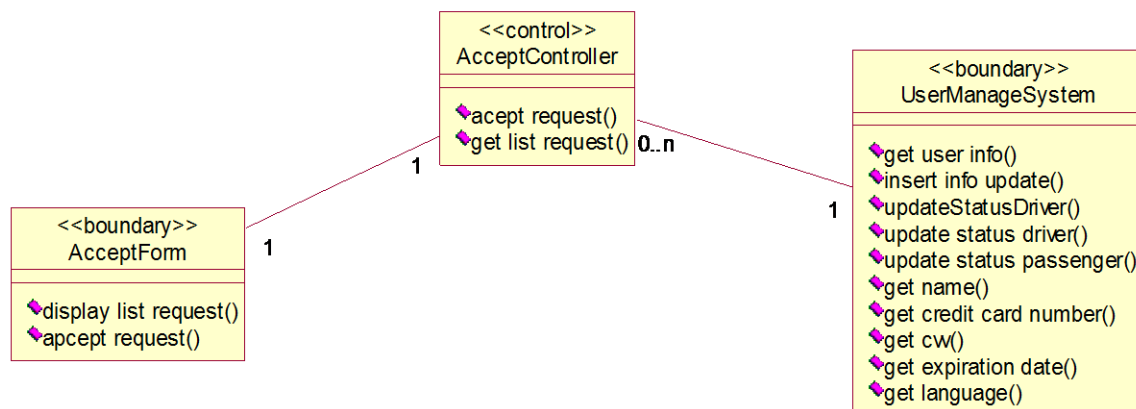 <<control>>
AcceptController
acept request()
get list request()
<<boundary>>
UserManageSystem
get user info()
insert info update()
updateStatusDriver()
update status driver()
update status passenger()
get name()
get credit card number()
get cvv()
get expiration date()
get language()
0..n
1
1
1
<<boundary>>
AcceptForm
display list request()
apcept request()